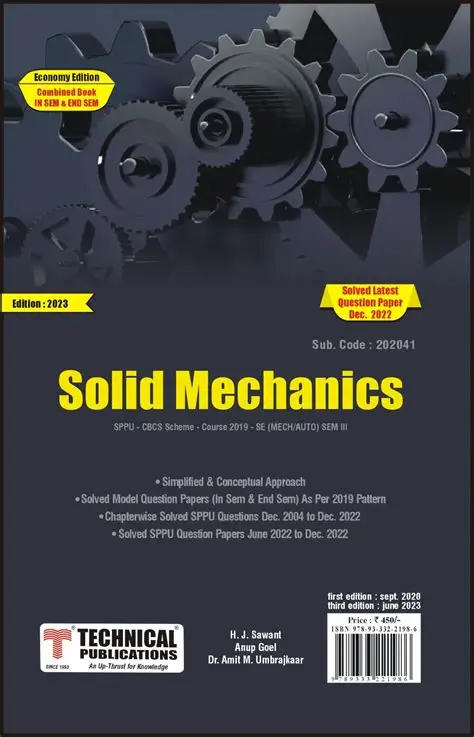 Economy Edition
Combined Book
IN SEM & END SEM
Edition : 2023
Solved Latest
Question Paper
Dec. 2022
Sub. Code : 202041
Solid Mechanics
SPPU - CBCS Scheme - Course 2019 - SE (MECH/AUTO) SEM III
• Simplified & Conceptual Approach
• Solved Model Question Papers (In Sem & End Sem) As Per 2019 Pattern
• Chapterwise Solved SPPU Questions Dec. 2004 to Dec. 2022
• Solved SPPU Question Papers June 2022 to Dec. 2022
first edition : sept. 2020
third edition : june 2023
Price : ₹ 450/-
ISBN 978-93-332-2198-6
9789333221986
TECHNICAL®
PUBLICATIONS
SINCE 1993
An Up-Thrust for Knowledge
H. J. Sawant
Anup Goel
Dr. Amit M. Umbrajkaar